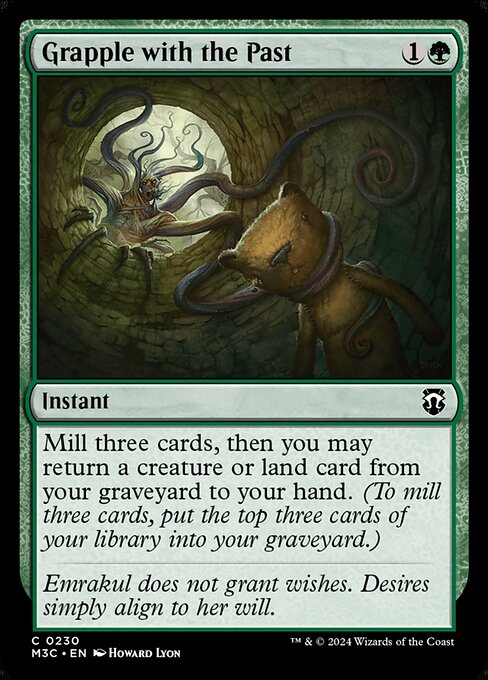 Grapple with the Past 1
Instant
Mill three cards, then you may
return a creature or land card from
your graveyard to your hand. (To mill
three cards, put the top three cards of
your library into your graveyard.)
Emrakul does not grant wishes. Desires
simply align to her will.
C 0230
M3C • EN Howard Lyon
™ & © 2024 Wizards of the Coast